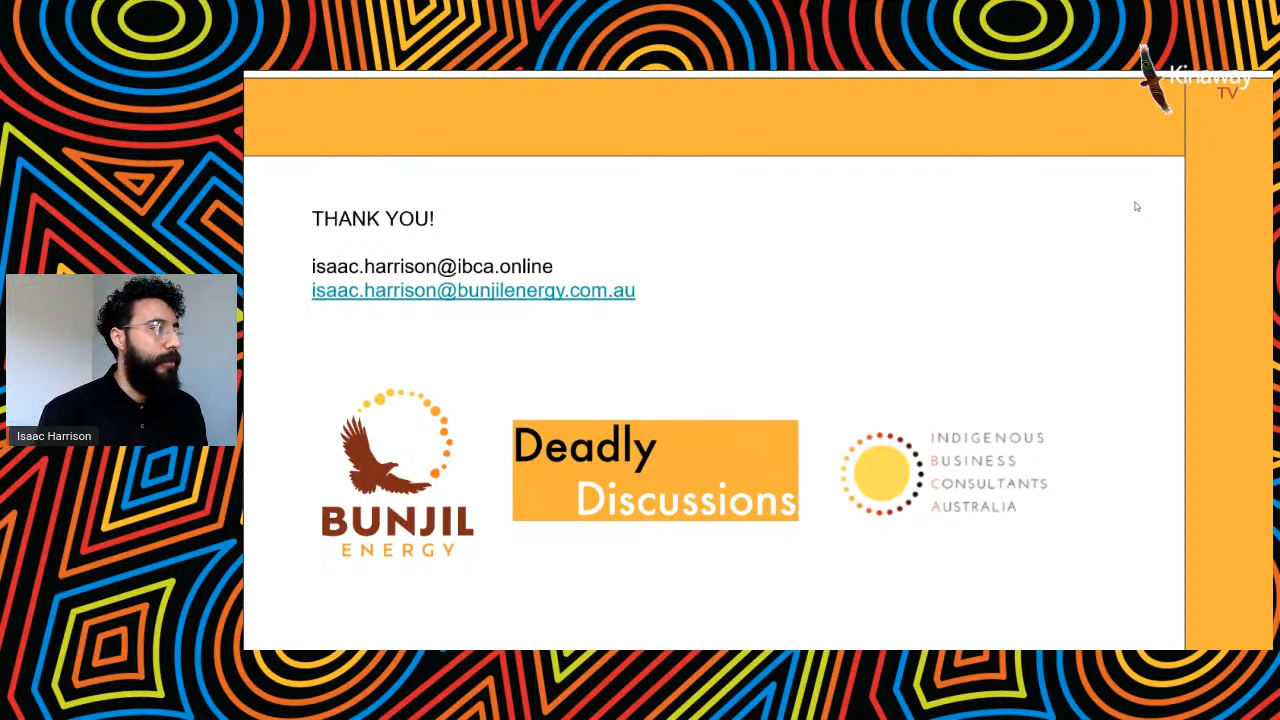 Kinaway
TV
THANK YOU!
isaac.harrison@ibca.online
isaac.harrison@bunjilenergy.com.au
Isaac Harrison
BUNJIL
ENERGY
Deadly
Discussions
INDIGENOUS
BUSINESS
CONSULTANTS
AUSTRALIA